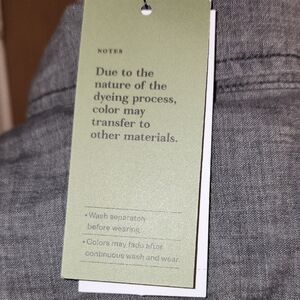 NOTES
Due to the
nature of the
dyeing process,
color may
transfer to
other materials.
• Wash separately
before wearing.
• Colors may fade after
continuous wash and wear.